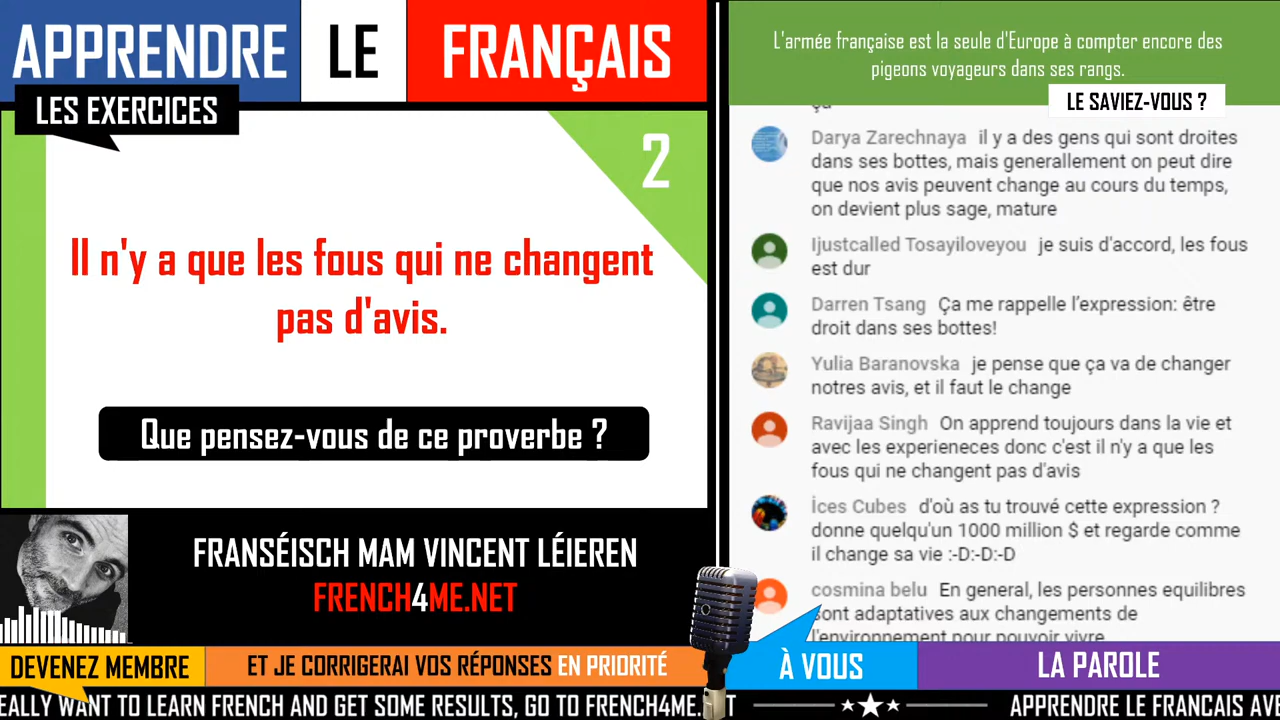 APPRENDRE LE FRANÇAIS
LES EXERCICES
2
Il n'y a que les fous qui ne changent
pas d'avis.
Que pensez-vous de ce proverbe ?
FRANSÉISCH MAM VINCENT LÉIEREN
FRENCH4ME.NET
DEVENEZ MEMBRE
ET JE CORRIGERAI VOS RÉPONSES EN PRIORITÉ
L'armée française est la seule d'Europe à compter encore des
pigeons voyageurs dans ses rangs.
LE SAVIEZ-VOUS ?
ça
Darya Zarechnaya il y a des gens qui sont droites
dans ses bottes, mais generallement on peut dire
que nos avis peuvent change au cours du temps,
on devient plus sage, mature
Ijustcalled Tosayiloveyou je suis d'accord, les fous
est dur
Darren Tsang Ça me rappelle l'expression: être
droit dans ses bottes!
Yulia Baranovska je pense que ça va de changer
notres avis, et il faut le change
Ravijaa Singh On apprend toujours dans la vie et
avec les experieneces donc c'est il n'y a que les
fous qui ne changent pas d'avis
İces Cubes d'où as tu trouvé cette expression ?
donne quelqu'un 1000 million $ et regarde comme
il change sa vie :-D:-D:-D
cosmina belu En general, les personnes equilibres
sont adaptatives aux changements de
l'environnement pour pouvoir vivre
À VOUS
LA PAROLE
EALLY WANT TO LEARN FRENCH AND GET SOME RESULTS, GO TO FRENCH4ME.NET
APPRENDRE LE FRANCAIS AVE